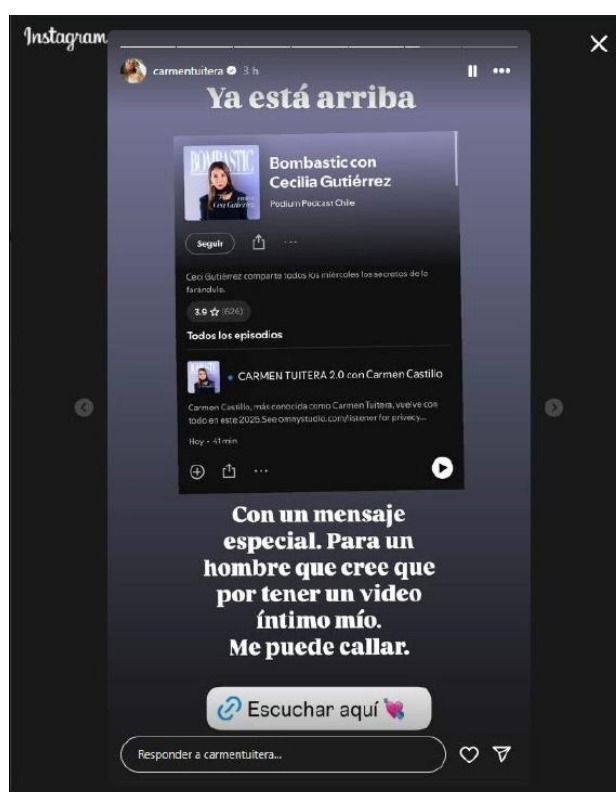 Instagram
carmentuitera 3 h
Ya está arriba
BOMBASTIC
Bombastic con
Cecilia Gutiérrez
Podium Podcast Chile
Seguir
Ceci Gutiérrez comparte todos los miércoles los secretos de la
farándula.
3.9 ☆ (626)
Todos los episodios
CARMEN TUITERA 2.0 con Carmen Castillo
Carmen Castillo, más conocida como Carmen Tuitera, vuelve con
todo en este 2025.See omnystudio.com/listener for privacy...
Hoy • 41 min
Con un mensaje
especial. Para un
hombre que cree que
por tener un video
íntimo mío.
Me puede callar.
Escuchar aquí
Responder a carmentuitera...